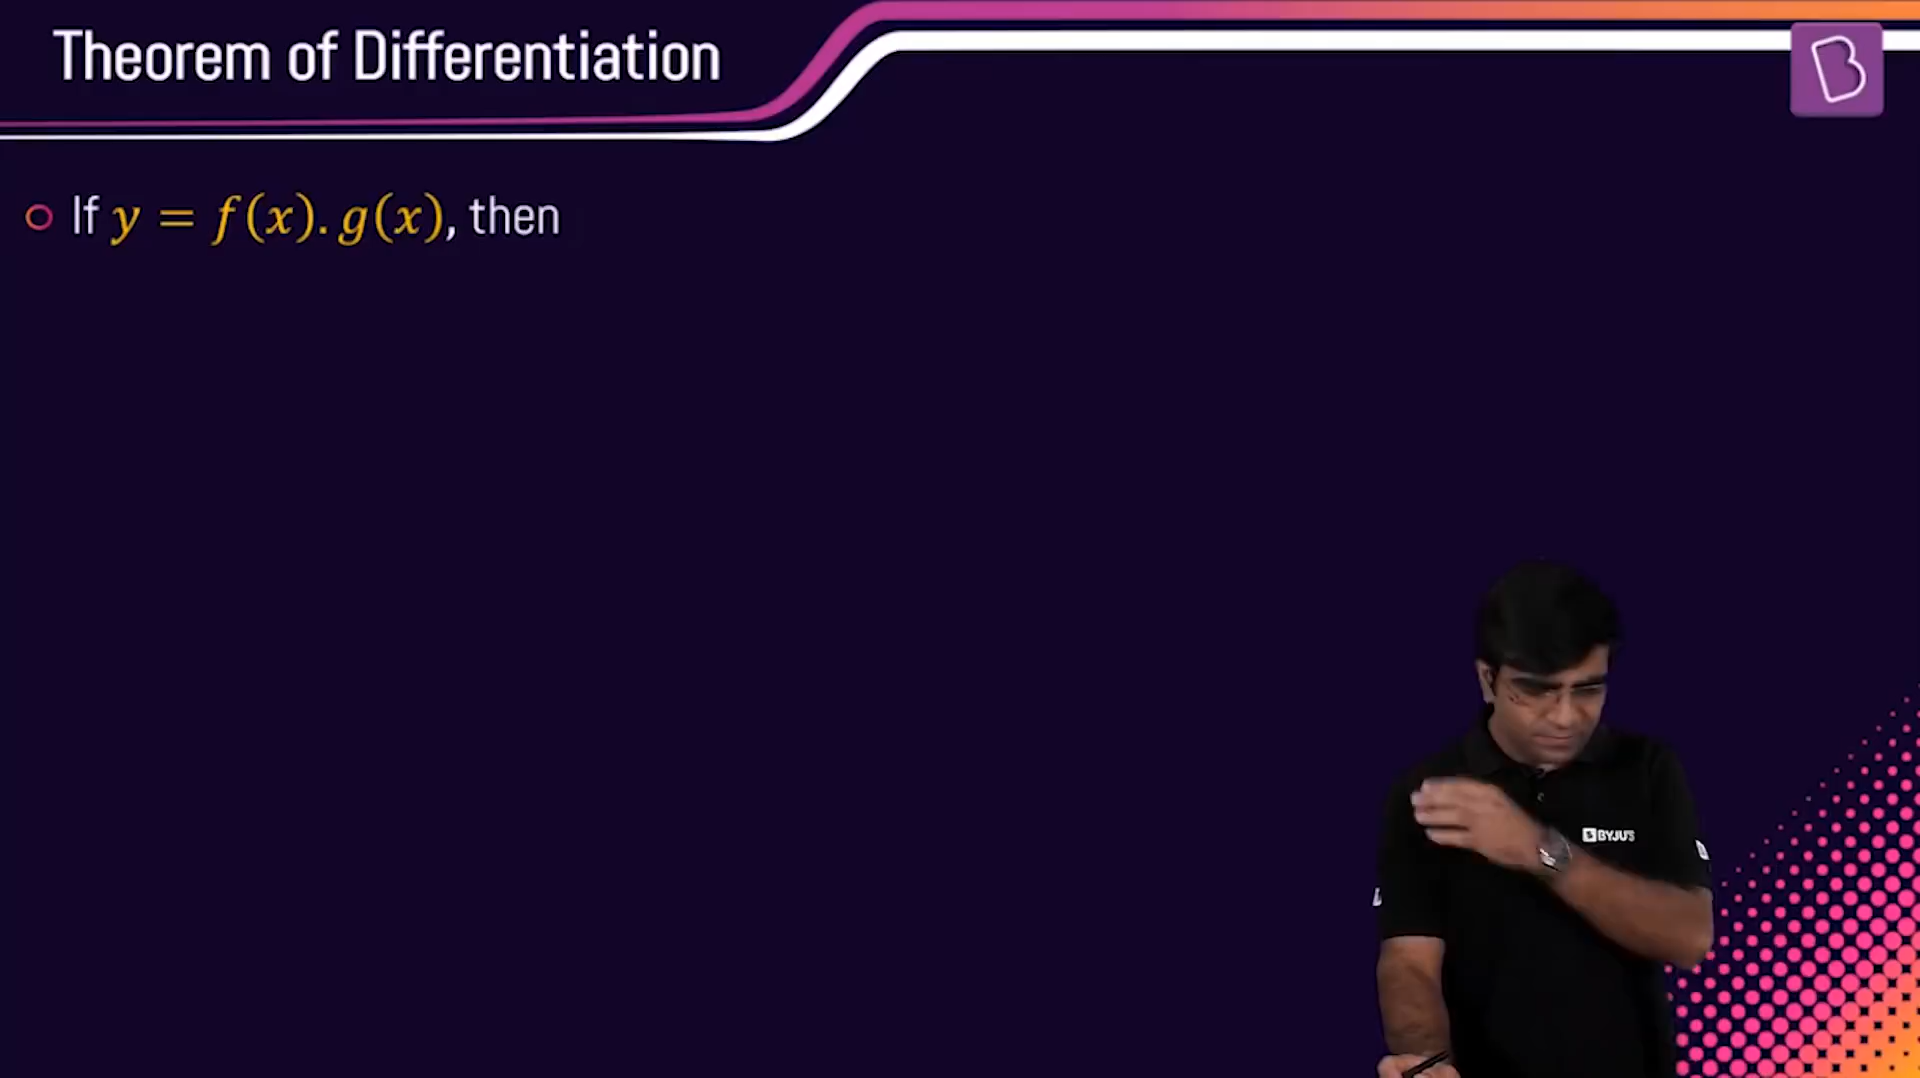 Theorem of Differentiation
If y = f(x). g(x), then
BYJU'S